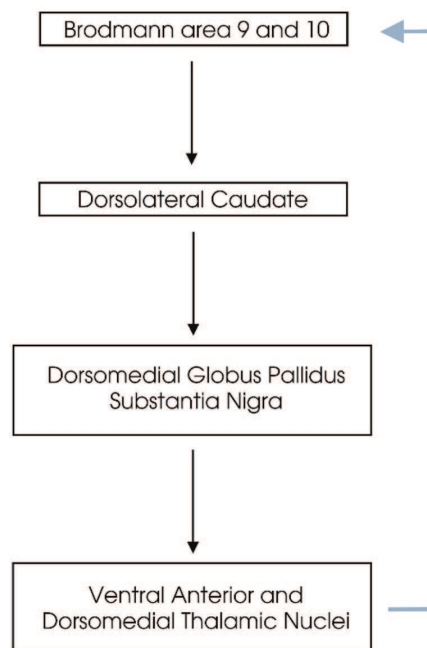 Brodmann area 9 and 10
Dorsolateral Caudate
Dorsomedial Globus Pallidus
Substantia Nigra
Ventral Anterior and
Dorsomedial Thalamic Nuclei